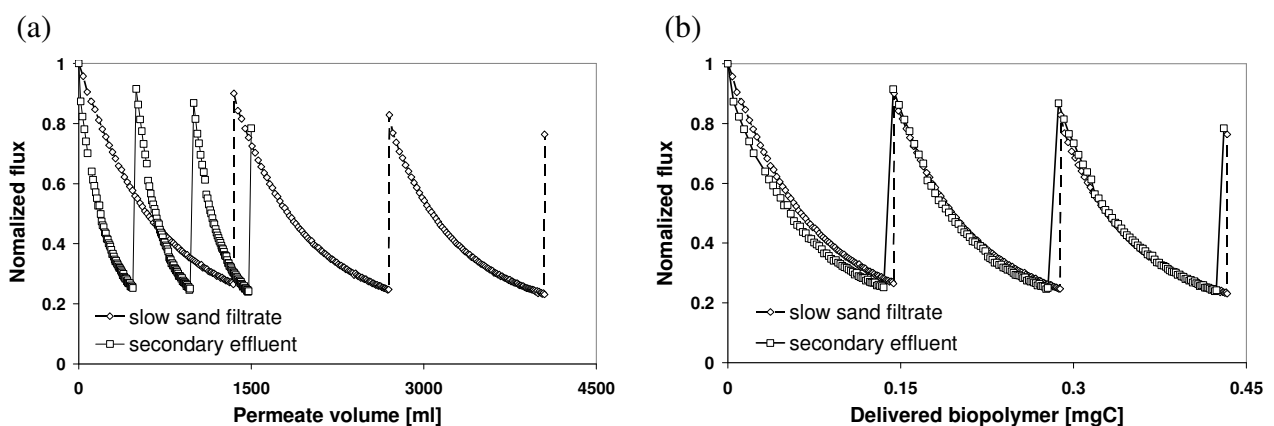 (a)
Nomalized flux
1
0.8
0.6
0.4
0.2
0
slow sand filtrate
secondary effluent
0
1500
3000
4500
Permeate volume [ml]
(b)
Nomalized flux
1
0.8
0.6
0.4
0.2
0
slow sand filtrate
secondary effluent
0
0.15
0.3
0.45
Delivered biopolymer [mgC]